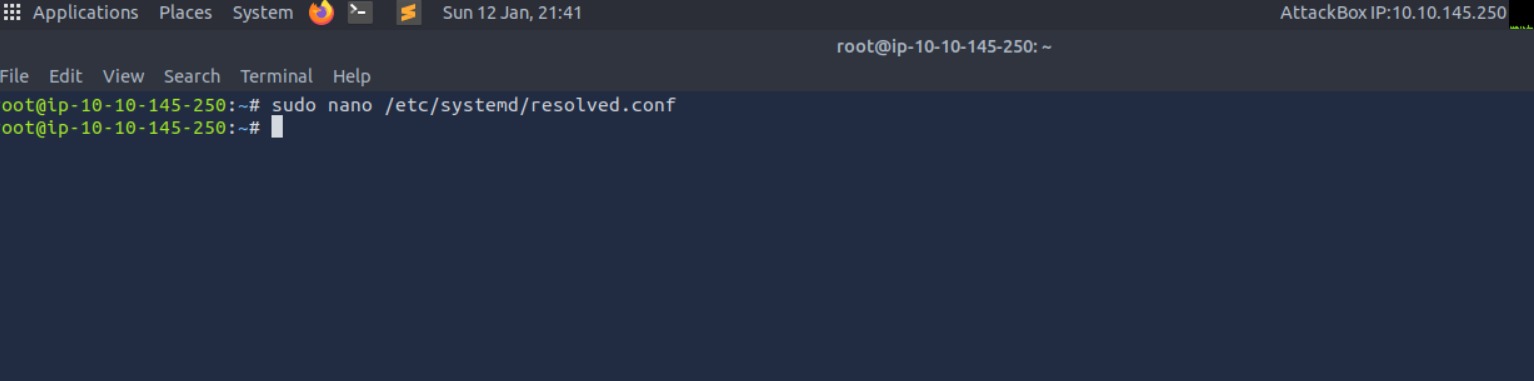 Applications Places System Sun 12 Jan, 21:41 AttackBox IP:10.10.145.250
root@ip-10-10-145-250: ~
File Edit View Search Terminal Help
oot@ip-10-10-145-250:~# sudo nano /etc/systemd/resolved.conf
oot@ip-10-10-145-250:~#